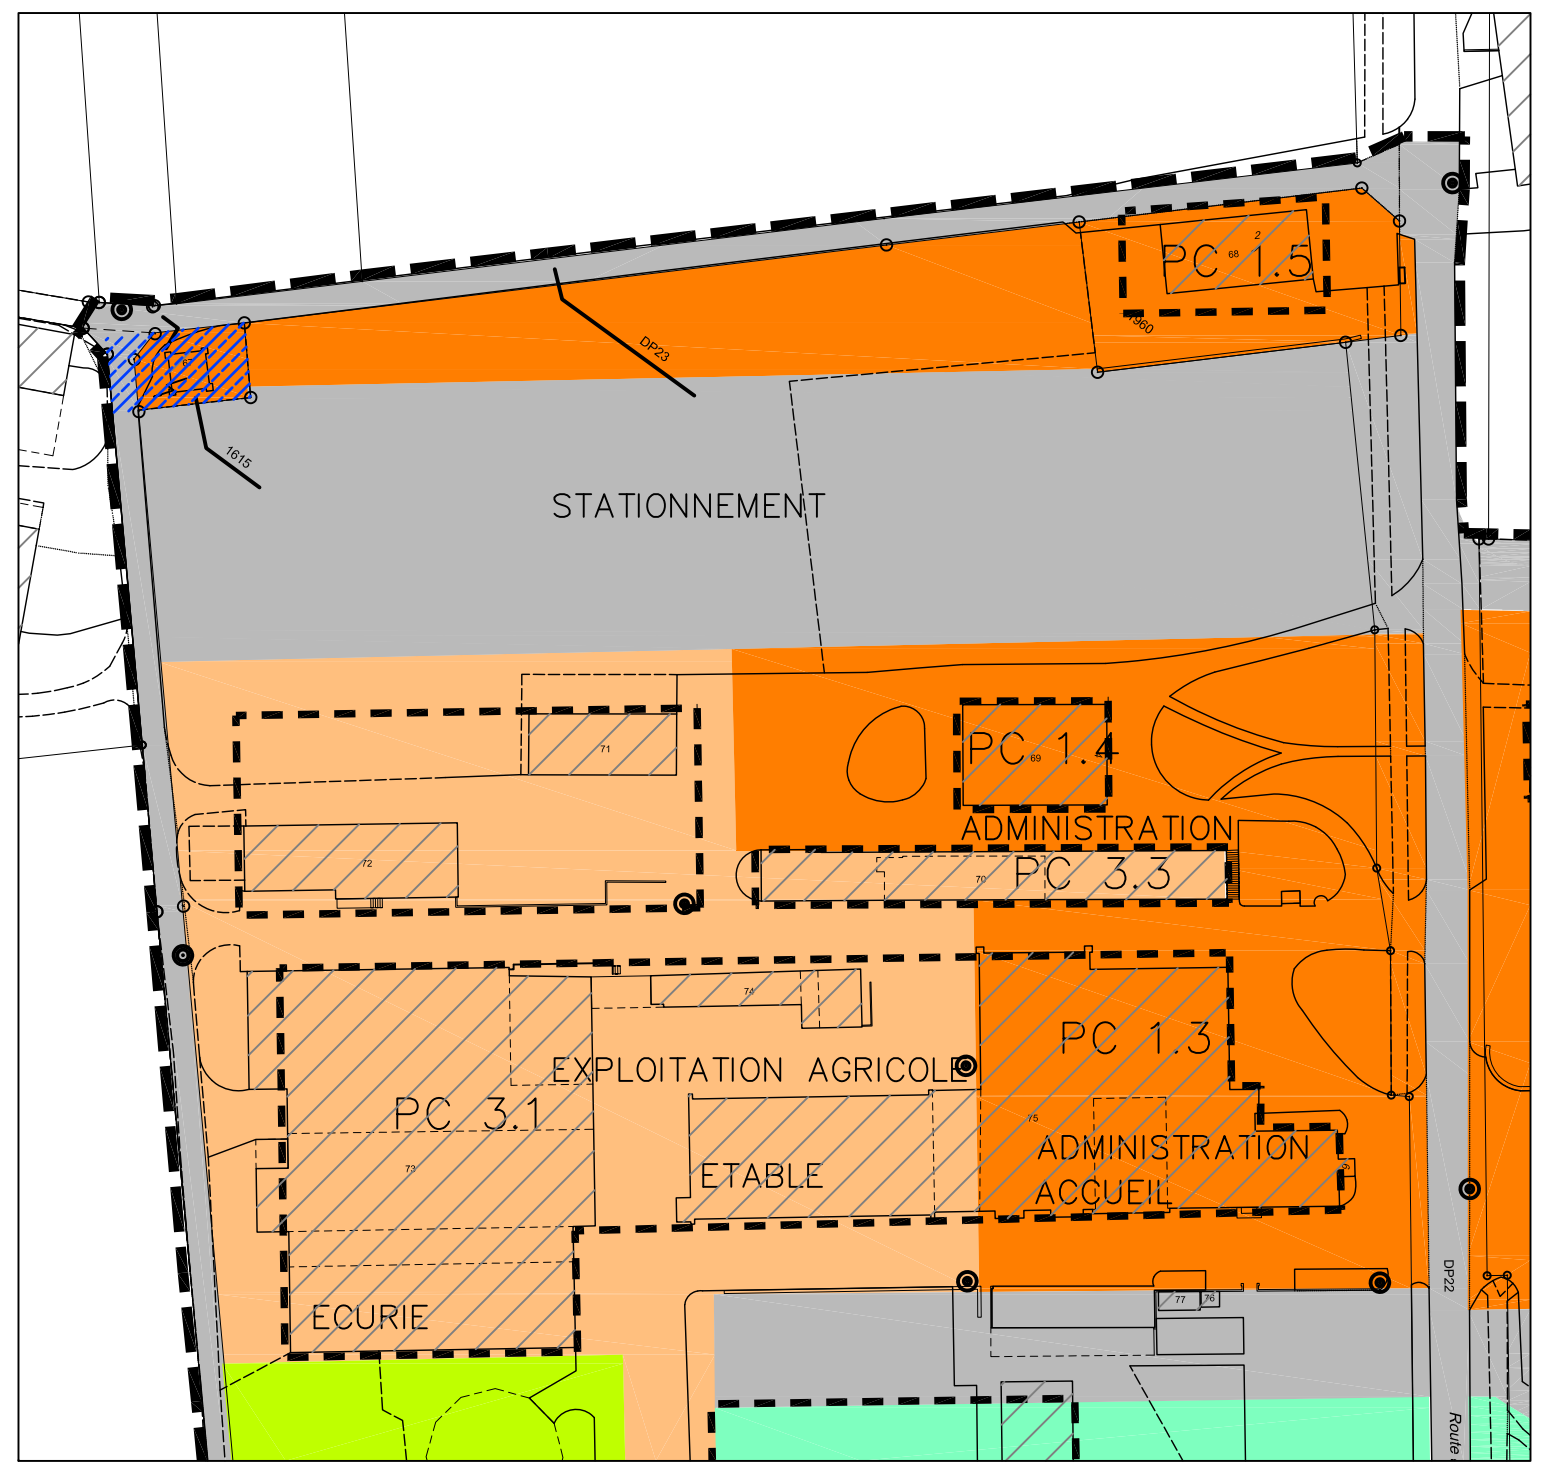 2
68
PC 1.5
1960
DP23
67
1615
STATIONNEMENT
71
PC 1.4
69
ADMINISTRATION
72
PC 3.3
70
74
PC 1.3
EXPLOITATION AGRICOLE
PC 3.1
75
ADMINISTRATION
73
ETABLE
6
ACCUEIL
DP22
77
76
ECURIE
Route